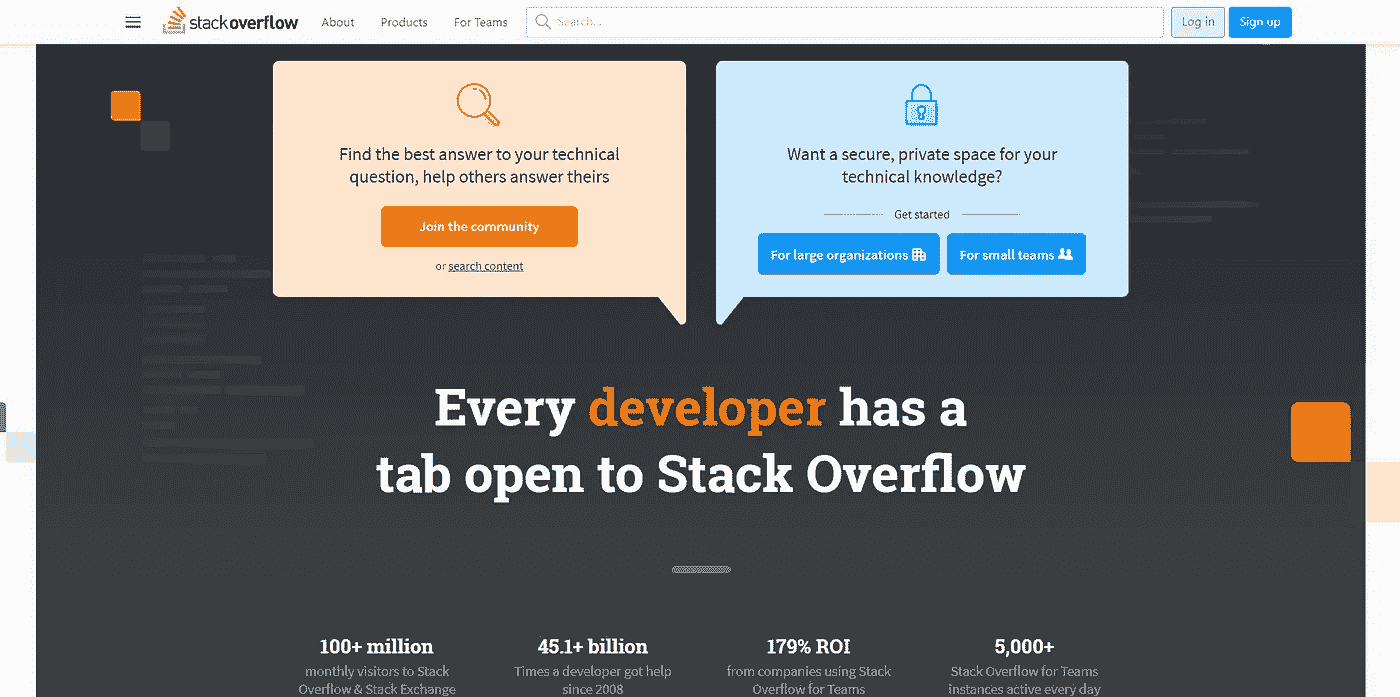 stackoverflow About Products For Teams Search... Log in Sign up
Find the best answer to your technical
question, help others answer theirs
Join the community
or search content
Want a secure, private space for your
technical knowledge?
Get started
For large organizations For small teams
Every developer has a
tab open to Stack Overflow
100+ million
monthly visitors to Stack
Overflow & Stack Exchange
45.1+ billion
Times a developer got help
since 2008
179% ROI
from companies using Stack
Overflow for Teams
5,000+
Stack Overflow for Teams
instances active every day